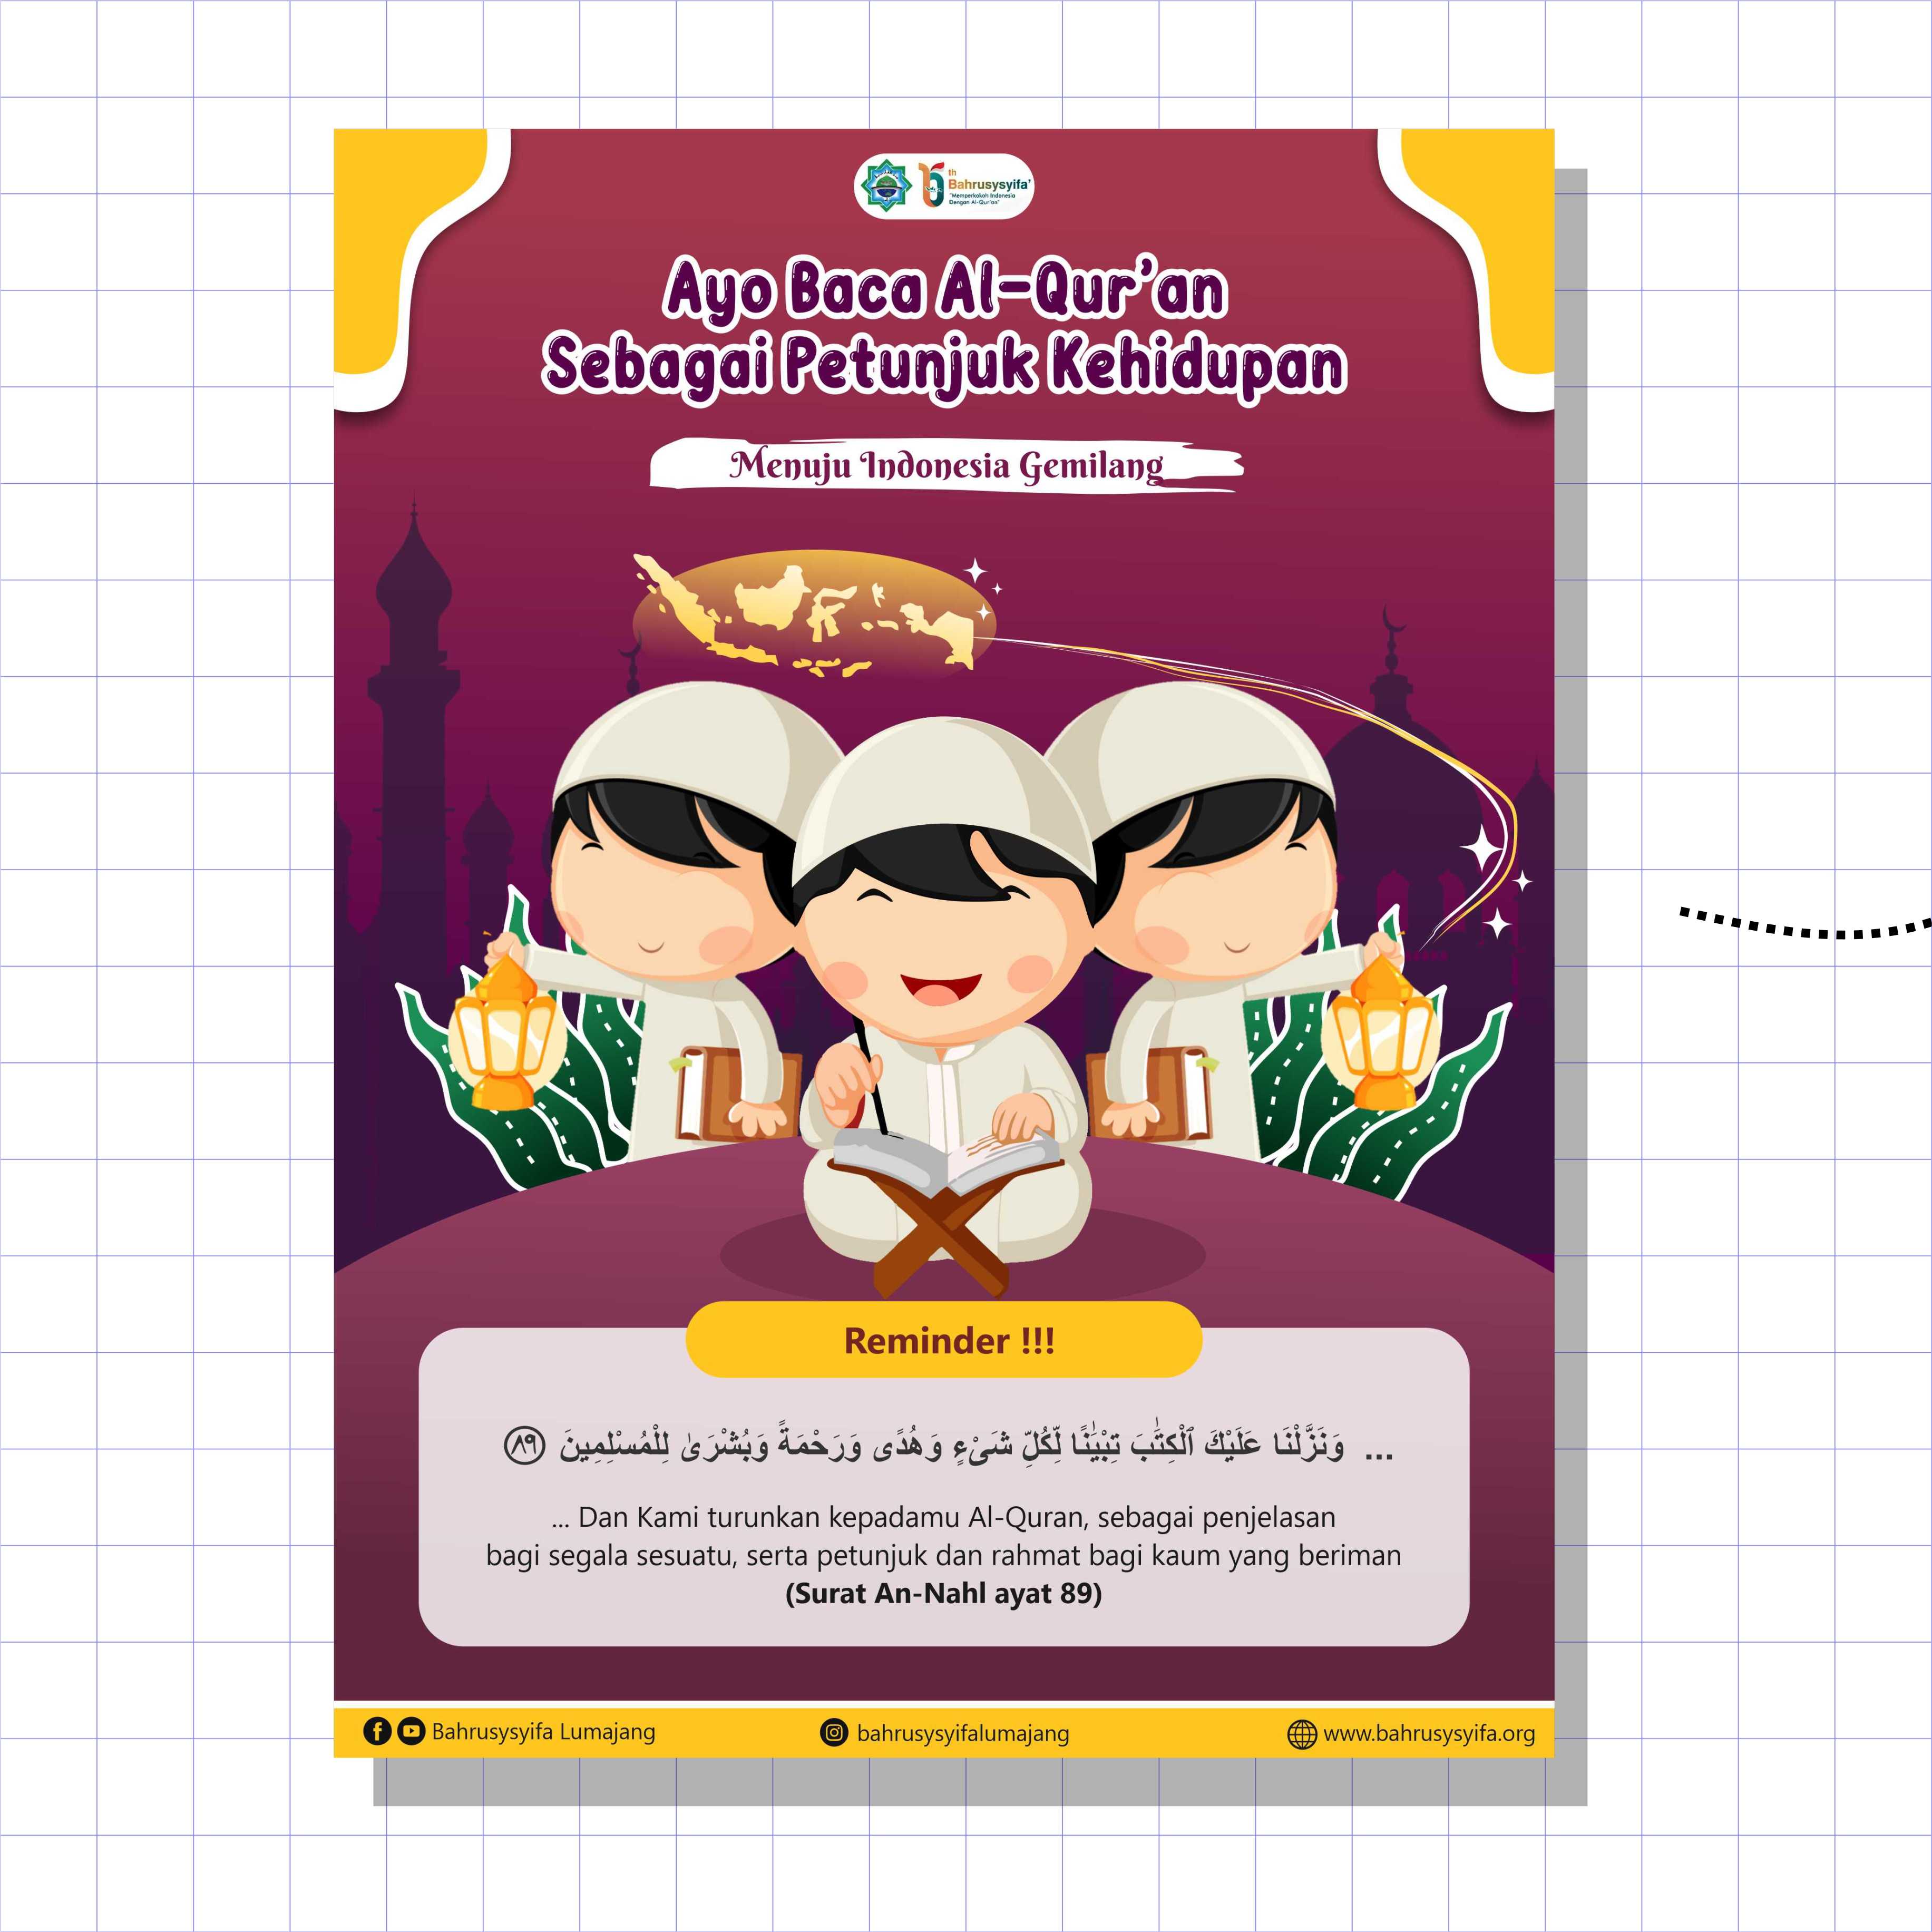 th
Bahrusysyifa'
"Memperkokoh Indonesia
Dengan Al-Qur'an"
Ayo Baca Al-Qur'an
Sebagai Petunjuk Kehidupan
Menuju Indonesia Gemilang
Reminder !!!
... وَنَزَّلْنَا عَلَيْكَ ٱلْكِتَٰبَ تِبْيَٰنًا لِّكُلِّ شَىْءٍ وَهُدًى وَرَحْمَةً وَبُشْرَىٰ لِلْمُسْلِمِينَ ٨٩
... Dan Kami turunkan kepadamu Al-Quran, sebagai penjelasan
bagi segala sesuatu, serta petunjuk dan rahmat bagi kaum yang beriman
(Surat An-Nahl ayat 89)
Bahrusysyifa Lumajang
bahrusysyifalumajang
www.bahrusysyifa.org